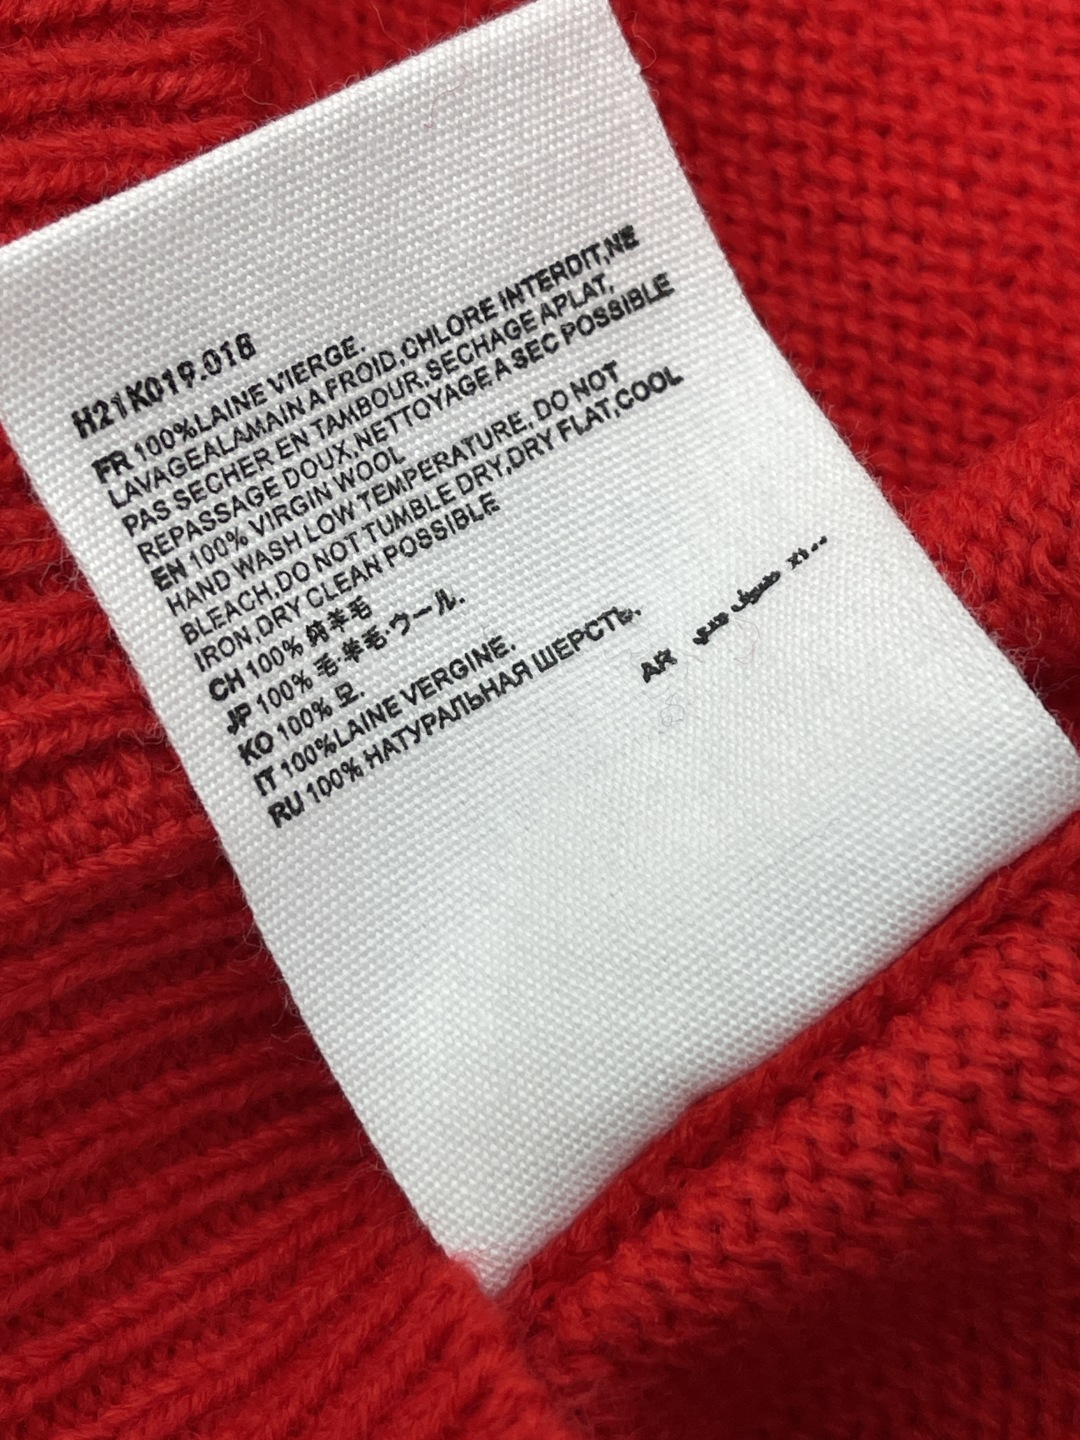 H21K019.018
FR 100%LAINE VIERGE.
LAVAGEALAMAIN A FROID,CHLORE INTERDIT,NE
PAS SECHER EN TAMBOUR,SECHAGE APLAT,
REPASSAGE DOUX,NETTOYAGE A SEC POSSIBLE
EN 100% VIRGIN WOOL
HAND WASH LOW TEMPERATURE, DO NOT
BLEACH,DO NOT TUMBLE DRY,DRY FLAT,COOL
IRON,DRY CLEAN POSSIBLE
CH 100% 纯羊毛
JP 100% 毛·羊毛·ウール.
KO 100% 모.
IT 100%LAINE VERGINE.
RU 100% НАТУРАЛЬНАЯ ШЕРСТЬ.
AR